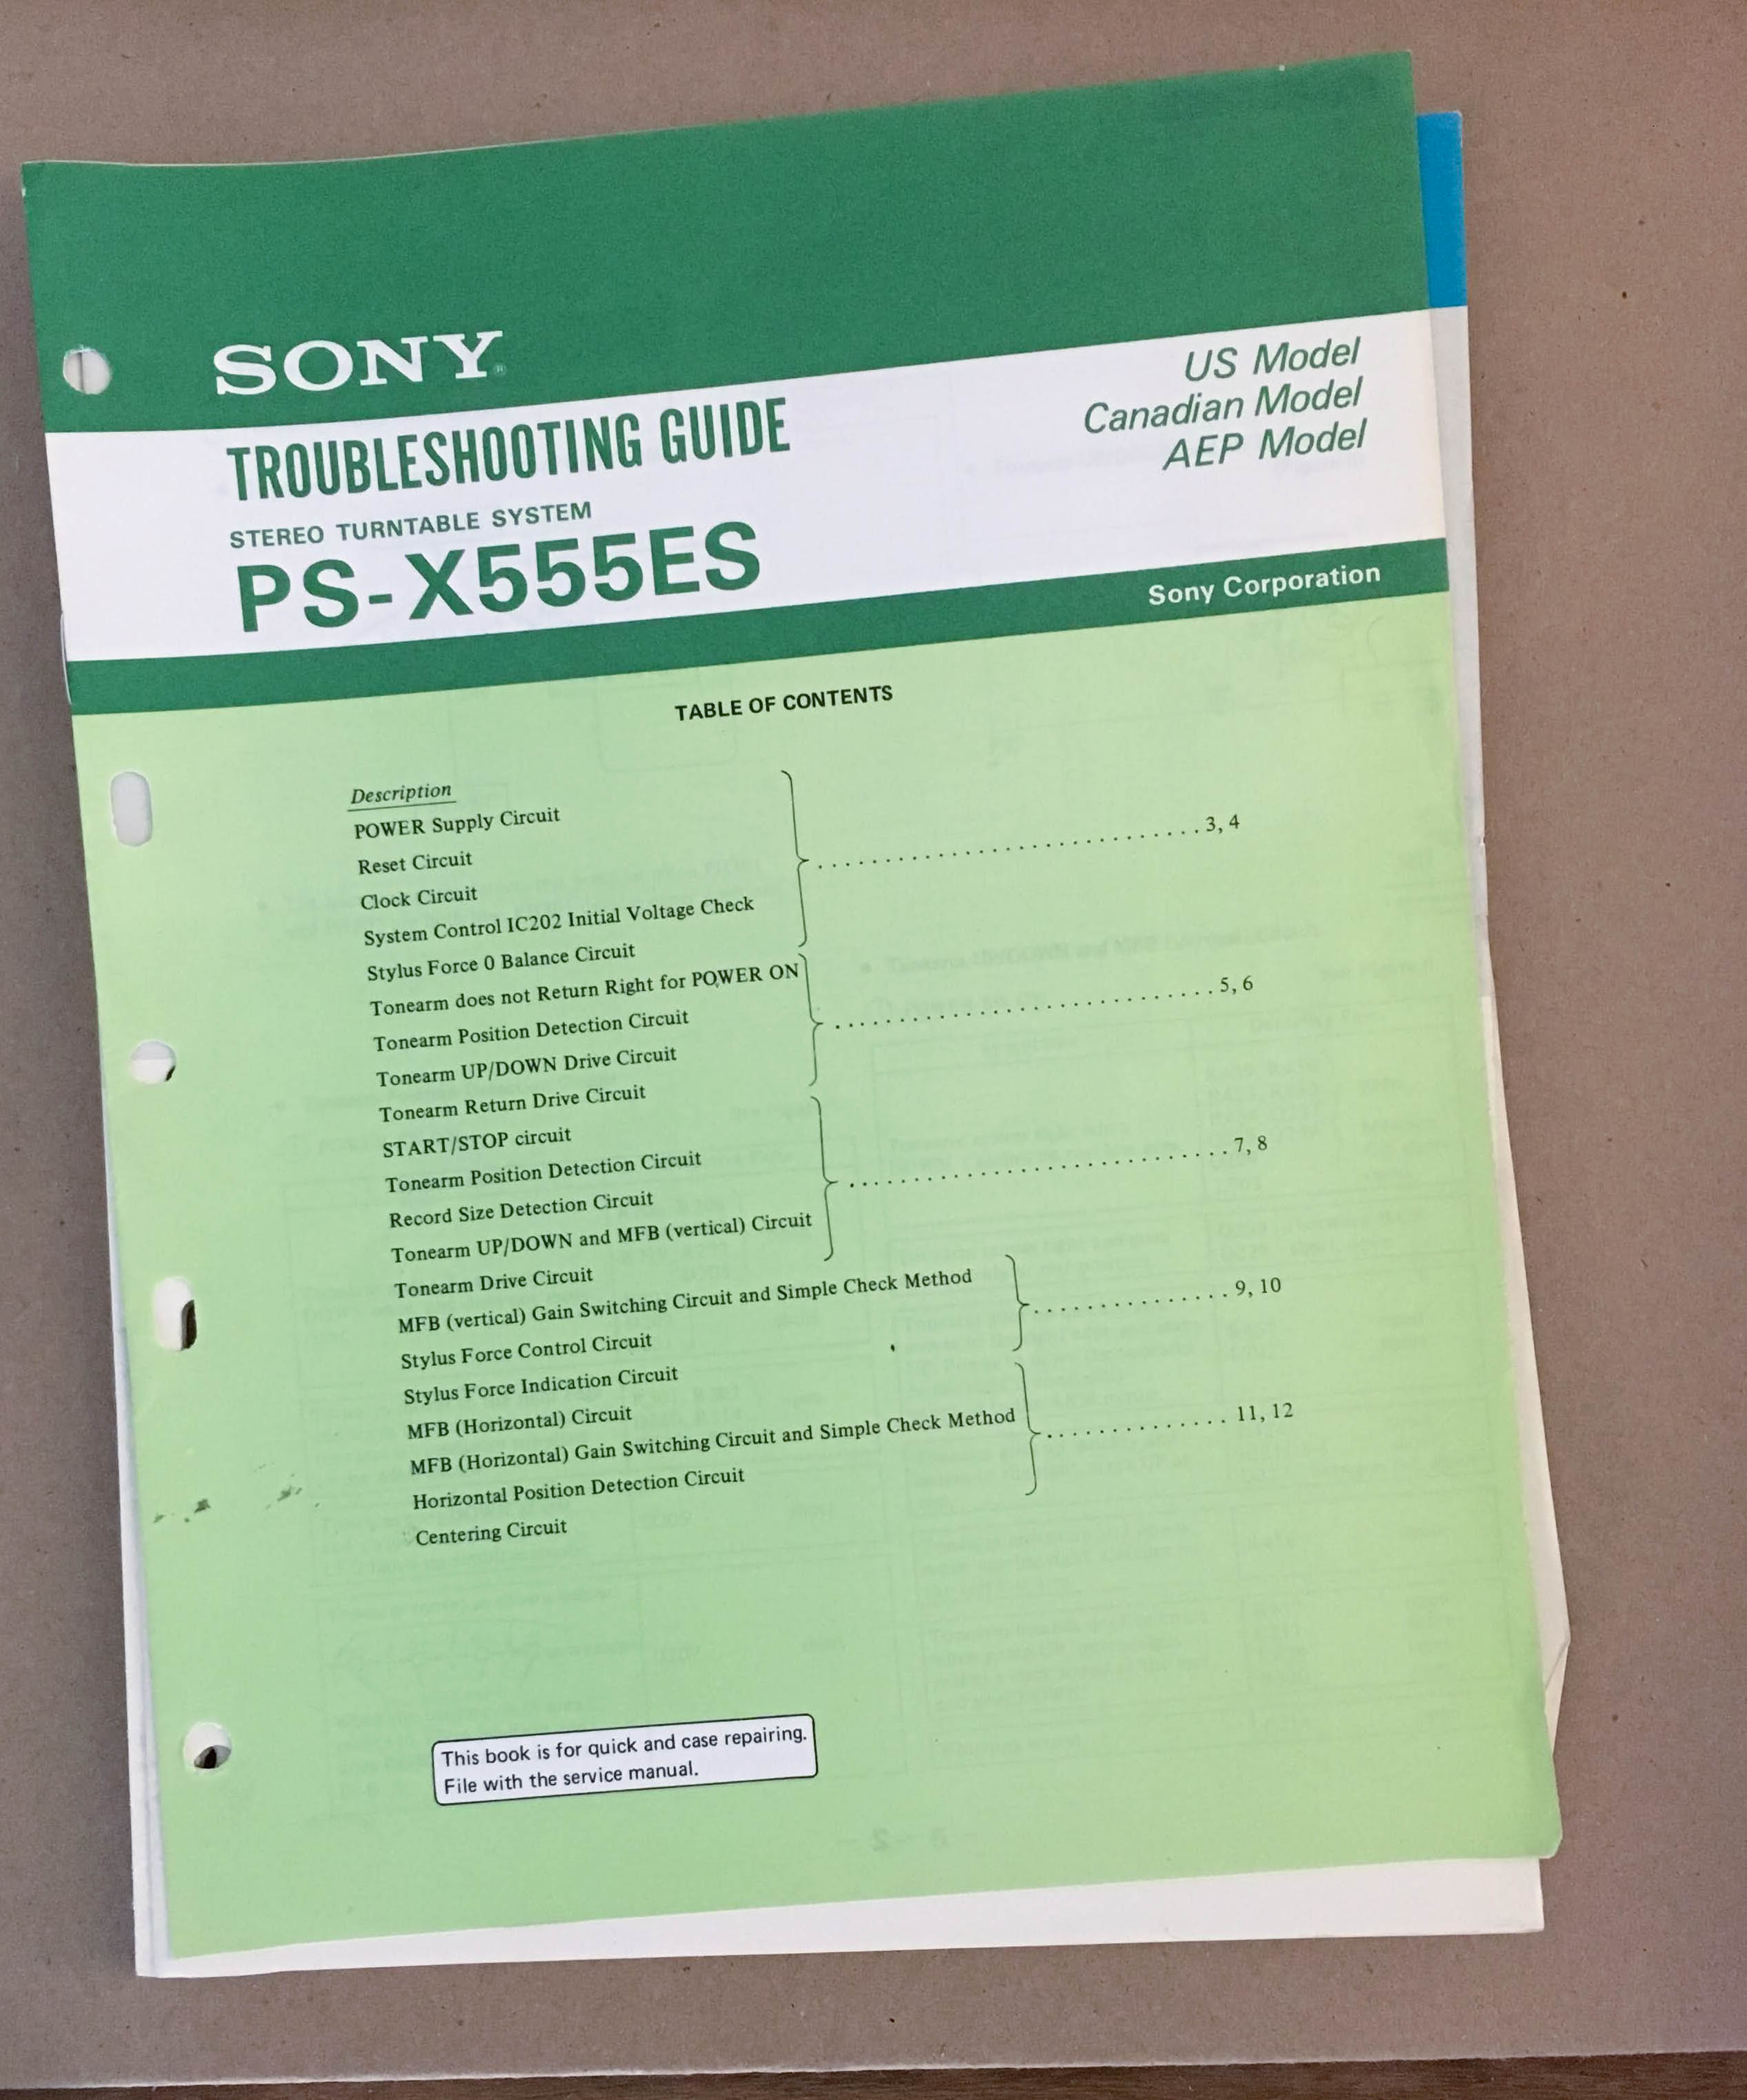 SONY®
TROUBLESHOOTING GUIDE
US Model
Canadian Model
AEP Model
STEREO TURNTABLE SYSTEM
PS-X555ES
Sony Corporation
TABLE OF CONTENTS
Description
POWER Supply Circuit
Reset Circuit
Clock Circuit
System Control IC202 Initial Voltage Check
Stylus Force 0 Balance Circuit
............................. 3, 4
Tonearm does not Return Right for POWER ON
Tonearm Position Detection Circuit
Tonearm UP/DOWN Drive Circuit
Tonearm Return Drive Circuit
............................. 5, 6
START/STOP circuit
Tonearm Position Detection Circuit
Record Size Detection Circuit
Tonearm UP/DOWN and MFB (vertical) Circuit
Tonearm Drive Circuit
............................. 7, 8
MFB (vertical) Gain Switching Circuit and Simple Check Method
Stylus Force Control Circuit
Stylus Force Indication Circuit
............... 9, 10
MFB (Horizontal) Circuit
MFB (Horizontal) Gain Switching Circuit and Simple Check Method
Horizontal Position Detection Circuit
Centering Circuit
............... 11, 12
This book is for quick and case repairing.
File with the service manual.